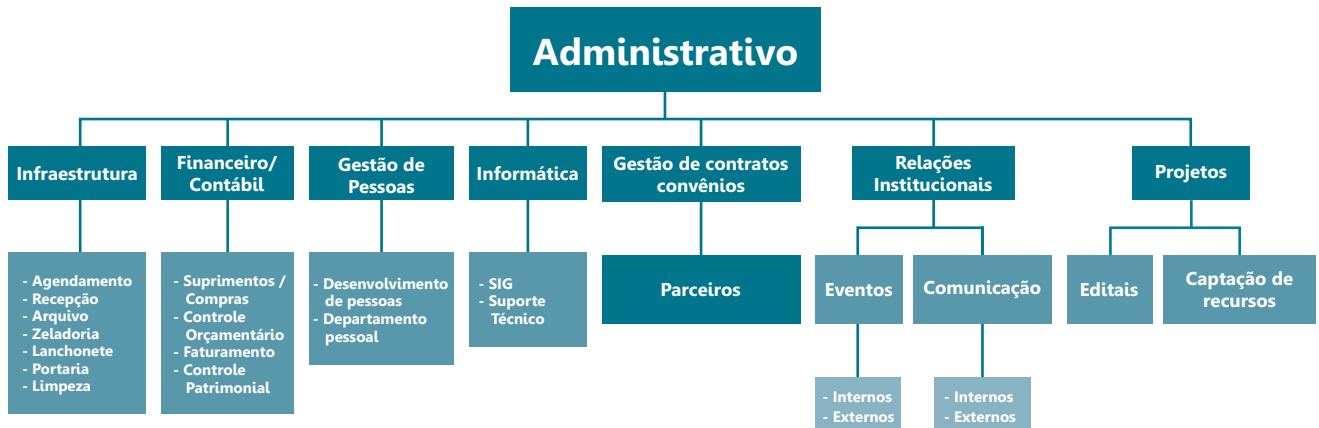 Administrativo
Infraestrutura
Financeiro/
Contábil
Gestão de
Pessoas
Informática
Gestão de contratos
convênios
Relações
Institucionais
Projetos
- Agendamento
- Recepção
- Arquivo
- Zeladoria
- Lanchonete
- Portaria
- Limpeza
- Suprimentos /
Compras
- Controle
Orçamentário
- Faturamento
- Controle
Patrimonial
- Desenvolvimento
de pessoas
- Departamento
pessoal
- SIG
- Suporte
Técnico
Parceiros
Eventos
Comunicação
Editais
Captação de
recursos
- Internos
- Externos
- Internos
- Externos